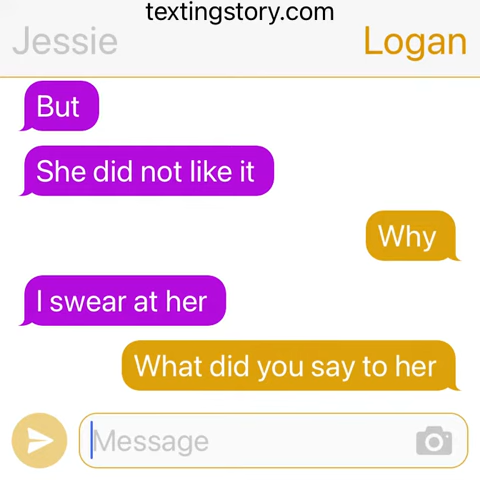 textingstory.com
Jessie
Logan
But
She did not like it
Why
I swear at her
What did you say to her
Message